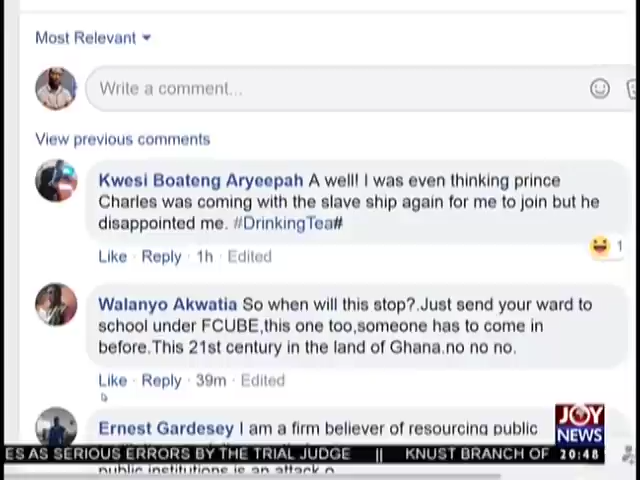 Most Relevant
Write a comment...
View previous comments
Kwesi Boateng Aryeepah A well! I was even thinking prince
Charles was coming with the slave ship again for me to join but he
disappointed me. #DrinkingTea#
1
Like · Reply · 1h · Edited
Walanyo Akwatia So when will this stop?.Just send your ward to
school under FCUBE,this one too,someone has to come in
before.This 21st century in the land of Ghana.no no no.
Like · Reply · 39m · Edited
Ernest Gardesey I am a firm believer of resourcing public
JOY
NEWS
ES AS SERIOUS ERRORS BY THE TRIAL JUDGE || KNUST BRANCH OF
20:48
public institutions is an attack o